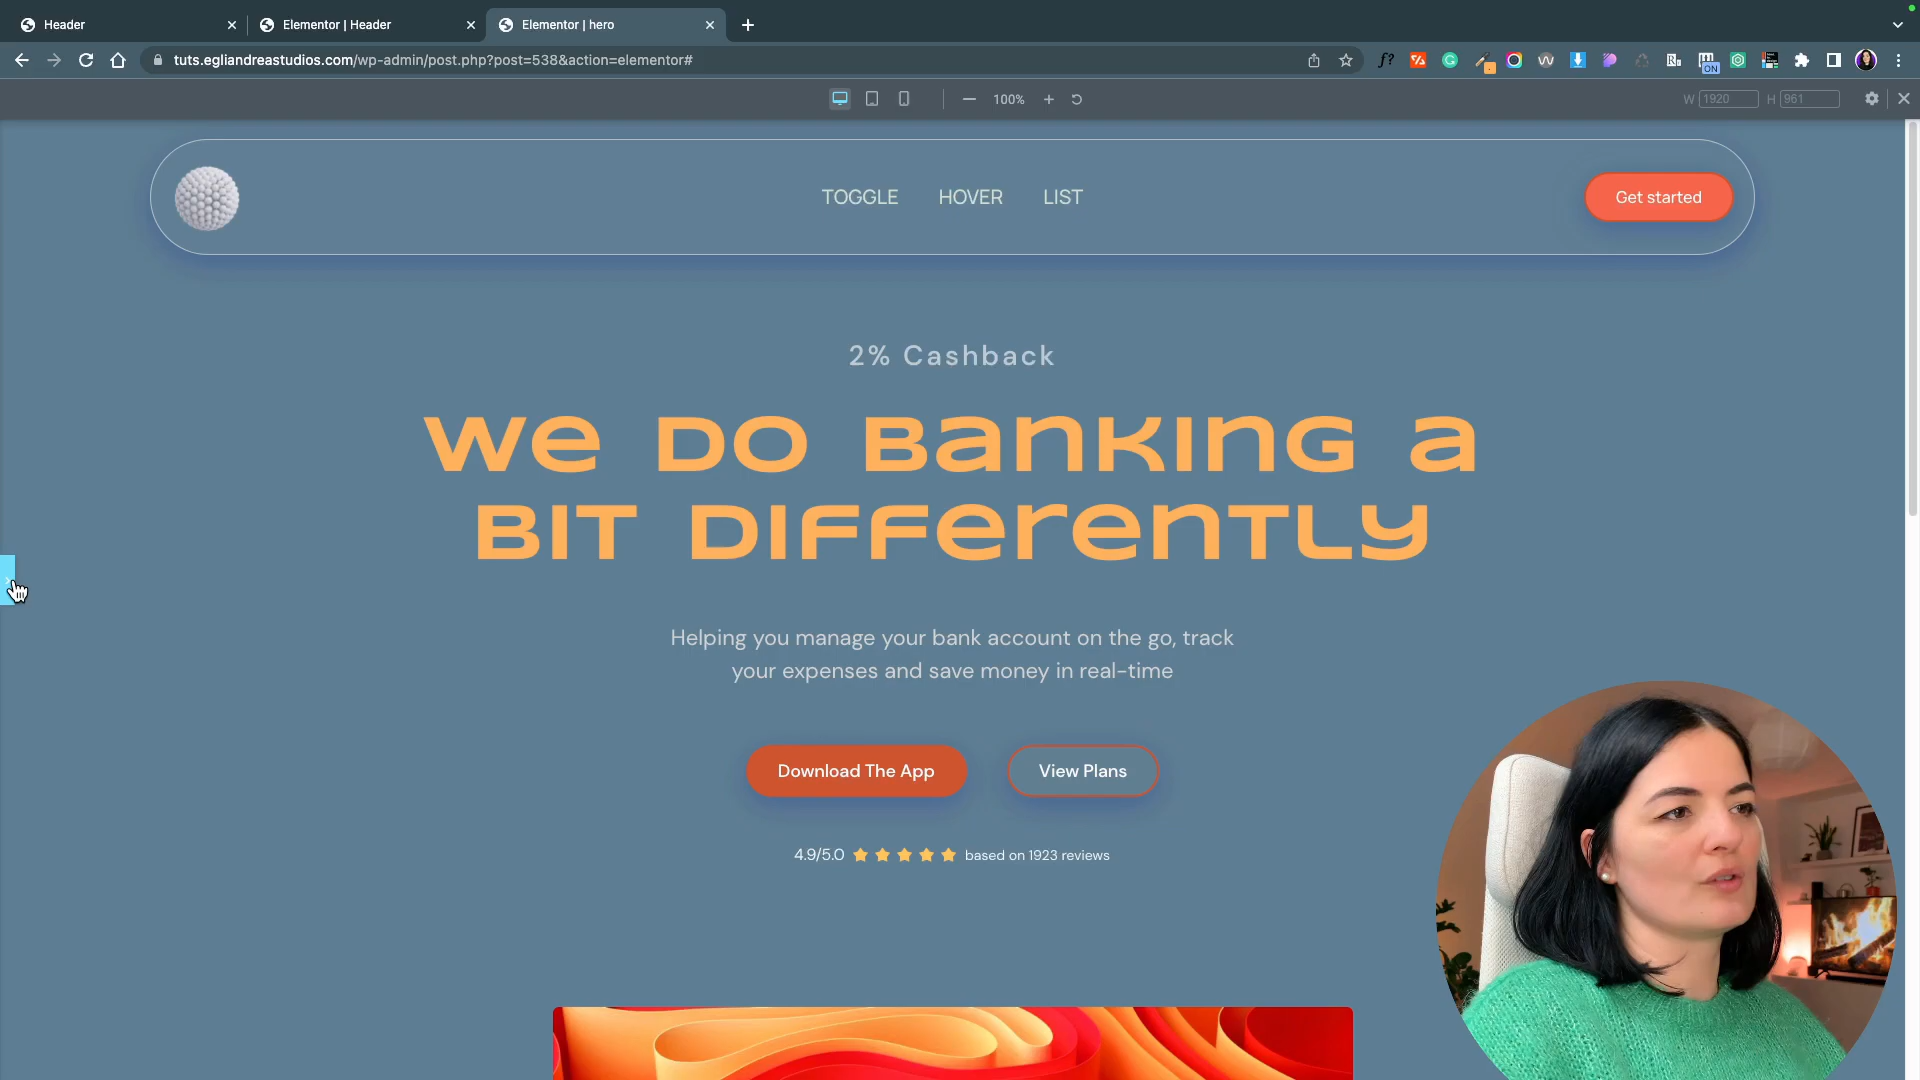 Header
Elementor | Header
Elementor | hero
tuts.egliandreastudios.com/wp-admin/post.php?post=538&action=elementor#
ON
100%
W 1920 H 961
TOGGLE HOVER LIST
Get started
2% Cashback
We Do Banking a
Bit Differently
Helping you manage your bank account on the go, track
your expenses and save money in real-time
Download The App
View Plans
4.9/5.0 based on 1923 reviews